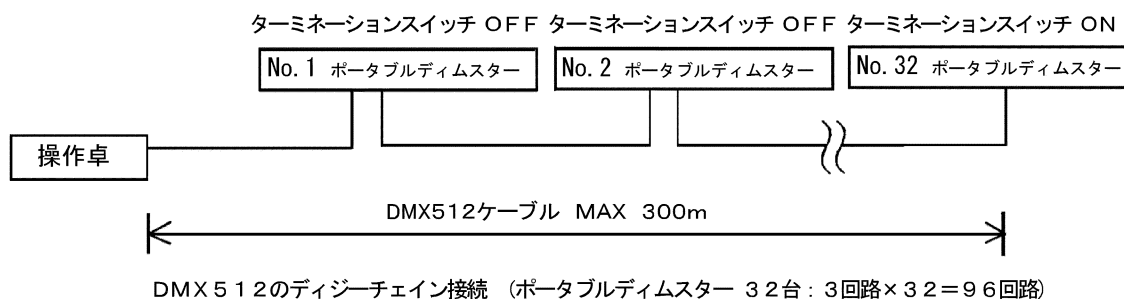 ターミネーションスイッチ OFF ターミネーションスイッチ OFF ターミネーションスイッチ ON
No.1 ポータブルディムスター No.2 ポータブルディムスター No.32 ポータブルディムスター
操作卓
DMX512ケーブル MAX 300m
DMX512のディジーチェイン接続 (ポータブルディムスター 32台:3回路×32=96回路)